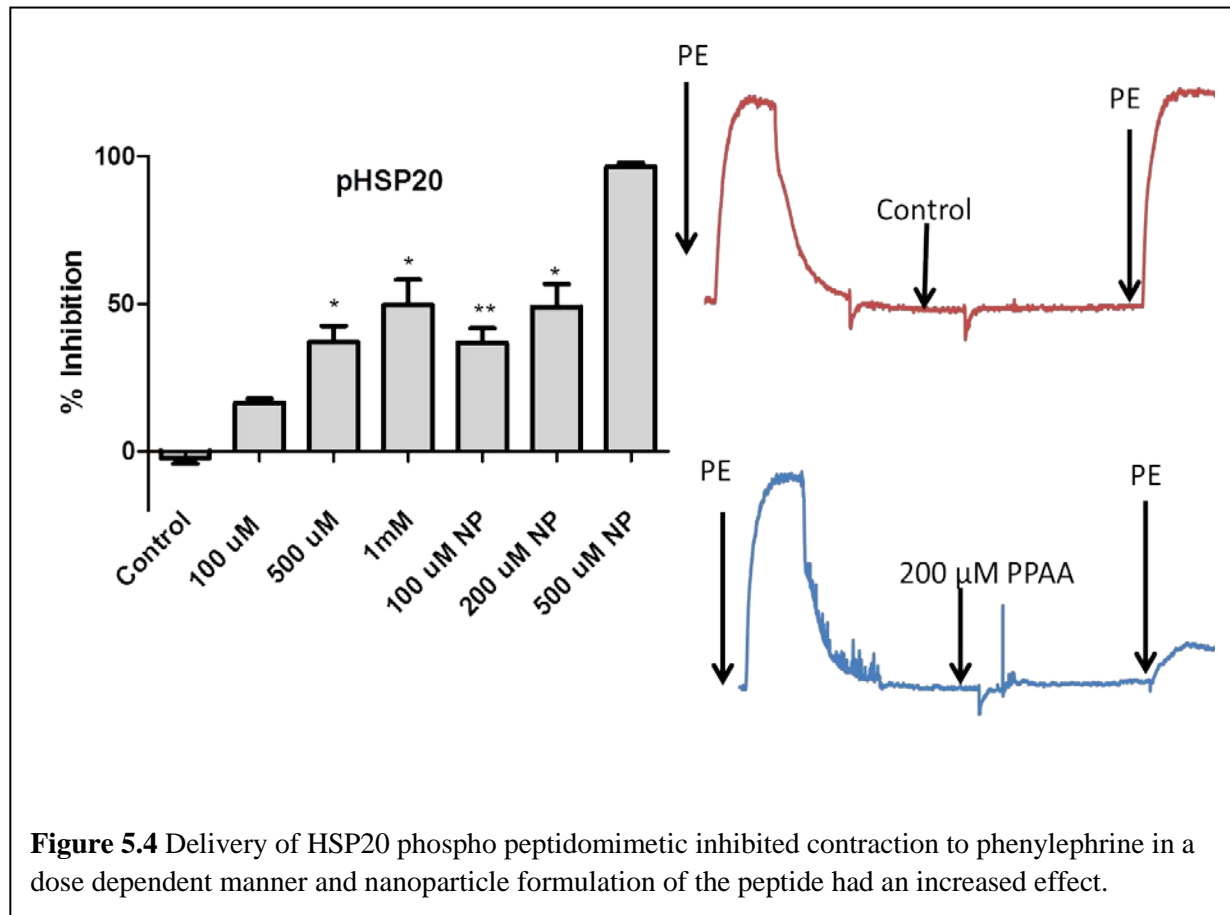 pHSP20
% Inhibition
100
50
0
*
*
**
*
Control
100 uM
500 uM
1mM
100 uM NP
200 uM NP
500 uM NP
PE
Control
PE
PE
200 μM PPAA
PE
Figure 5.4 Delivery of HSP20 phospho peptidomimetic inhibited contraction to phenylephrine in a
dose dependent manner and nanoparticle formulation of the peptide had an increased effect.